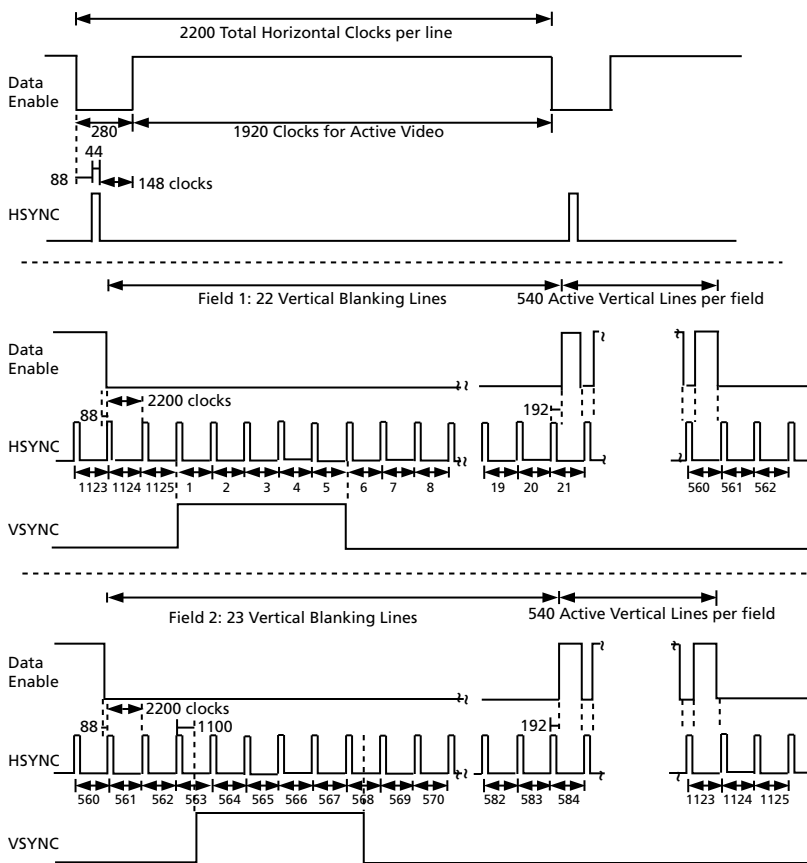 2200 Total Horizontal Clocks per line
Data
Enable
280
1920 Clocks for Active Video
44
88
148 clocks
HSYNC
Field 1: 22 Vertical Blanking Lines
540 Active Vertical Lines per field
Data
Enable
2200 clocks
88
192
HSYNC
1123 1124 1125 1 2 3 4 5 6 7 8 19 20 21 560 561 562
VSYNC
Field 2: 23 Vertical Blanking Lines
540 Active Vertical Lines per field
Data
Enable
2200 clocks
88
1100
192
HSYNC
560 561 562 563 564 565 566 567 568 569 570 582 583 584 1123 1124 1125
VSYNC